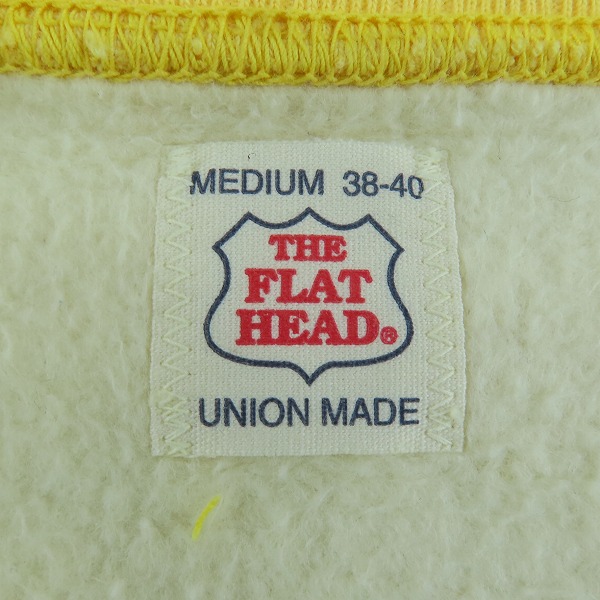 MEDIUM 38-40
THE
FLAT
HEAD®
UNION MADE